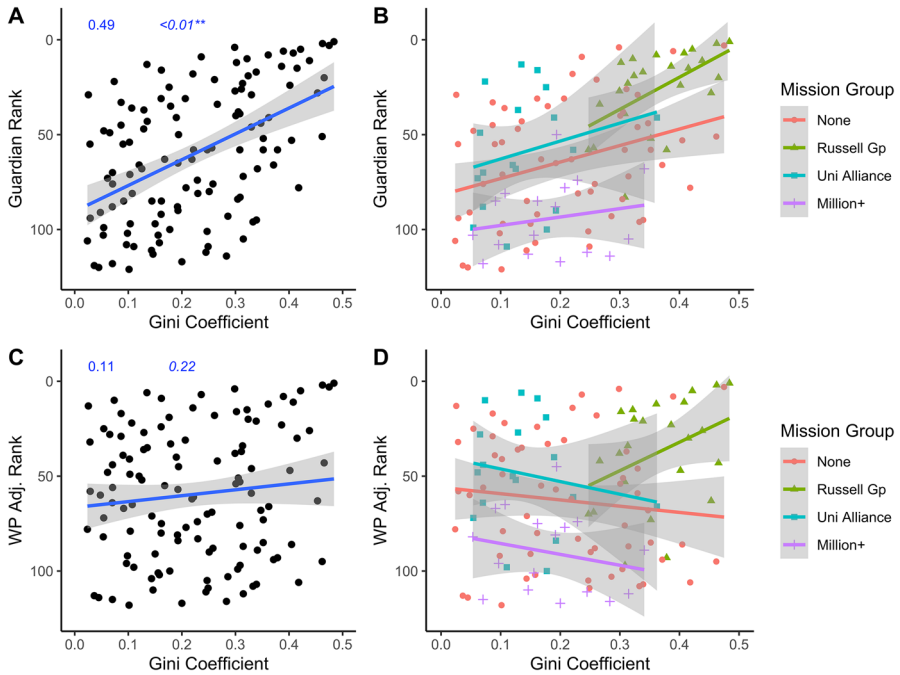 A
0.49 <0.01**
Guardian Rank
0
50
100
0.0 0.1 0.2 0.3 0.4 0.5
Gini Coefficient
B
Guardian Rank
0
50
100
0.0 0.1 0.2 0.3 0.4 0.5
Gini Coefficient
Mission Group
None
Russell Gp
Uni Alliance
Million+
C
0.11 0.22
WP Adj. Rank
0
50
100
0.0 0.1 0.2 0.3 0.4 0.5
Gini Coefficient
D
WP Adj. Rank
0
50
100
0.0 0.1 0.2 0.3 0.4 0.5
Gini Coefficient
Mission Group
None
Russell Gp
Uni Alliance
Million+